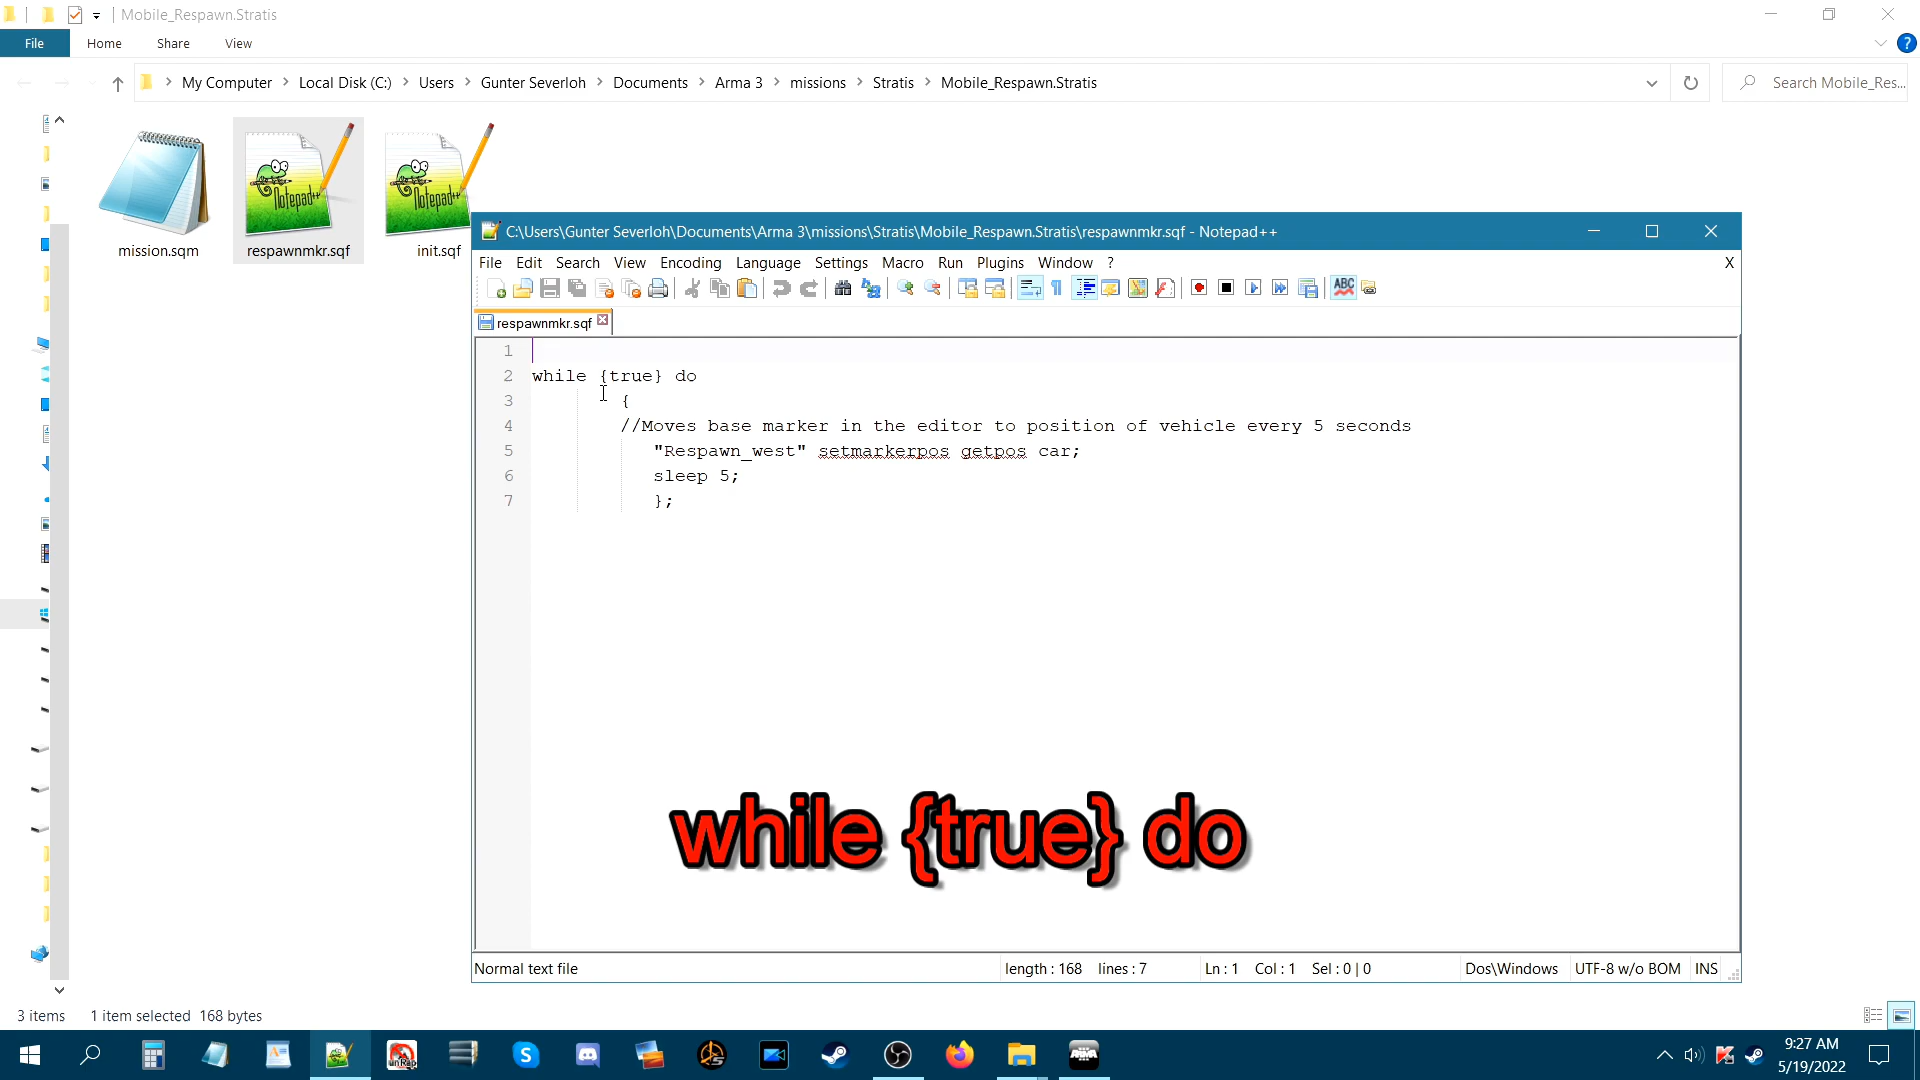 Mobile_Respawn.Stratis
File Home Share View
My Computer Local Disk (C:) Users Gunter Severloh Documents Arma 3 missions Stratis Mobile_Respawn.Stratis
Search Mobile_Res...
Notepad++
Notepad++
mission.sqm
respawnmkr.sqf
init.sqf
C:\Users\Gunter Severloh\Documents\Arma 3\missions\Stratis\Mobile_Respawn.Stratis\respawnmkr.sqf - Notepad++
File Edit Search View Encoding Language Settings Macro Run Plugins Window ? X
ABC
respawnmkr.sqf
1
2 while {true} do
3 {
4 //Moves base marker in the editor to position of vehicle every 5 seconds
5 "Respawn_west" setmarkerpos getpos car;
6 sleep 5;
7 };
while {true} do
Normal text file length : 168 lines : 7 Ln : 1 Col : 1 Sel : 0 | 0 Dos\Windows UTF-8 w/o BOM INS
3 items 1 item selected 168 bytes
unRap
ARMA
9:27 AM
5/19/2022